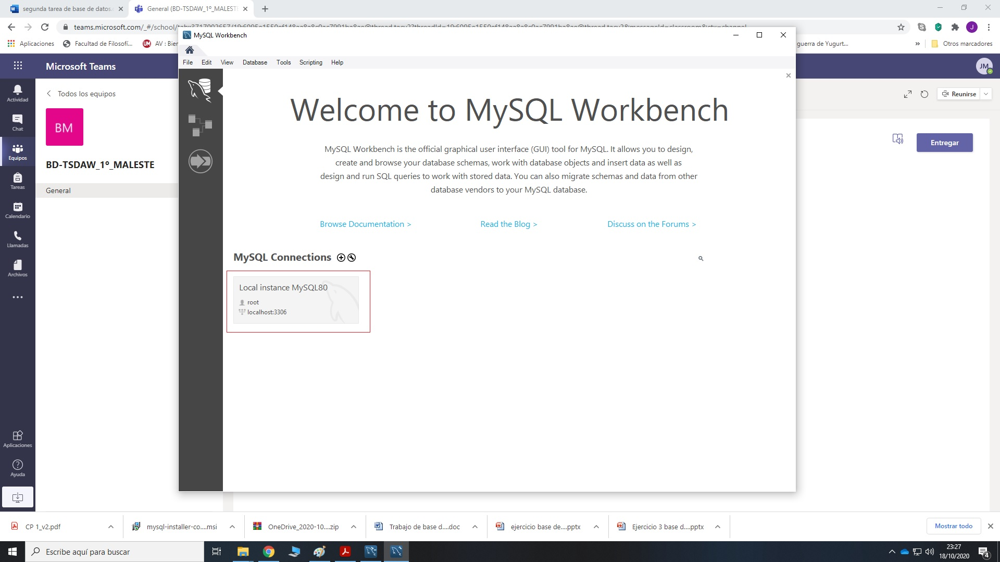 segunda tarea de base de datos.
General (BD-TSDAW_1º_MALESTE
teams.microsoft.com/_#/school/
Aplicaciones
Facultad de Filosofí...
AV : Bier
guerra de Yugurt...
»
Otros marcadores
Microsoft Teams
JM
Actividad
Chat
Equipos
Tareas
Calendario
Llamadas
Archivos
Aplicaciones
Ayuda
Todos los equipos
BM
BD-TSDAW_1º_MALESTE
General
Reunirse
Entregar
MySQL Workbench
File Edit View Database Tools Scripting Help
Welcome to MySQL Workbench
MySQL Workbench is the official graphical user interface (GUI) tool for MySQL. It allows you to design,
create and browse your database schemas, work with database objects and insert data as well as
design and run SQL queries to work with stored data. You can also migrate schemas and data from other
database vendors to your MySQL database.
Browse Documentation >
Read the Blog >
Discuss on the Forums >
MySQL Connections
Local instance MySQL80
root
localhost:3306
CP 1_v2.pdf
mysql-installer-co....msi
OneDrive_2020-10....zip
Trabajo de base d....doc
ejercicio base de....pptx
Ejercicio 3 base d....pptx
Mostrar todo
Escribe aquí para buscar
23:27
18/10/2020
4